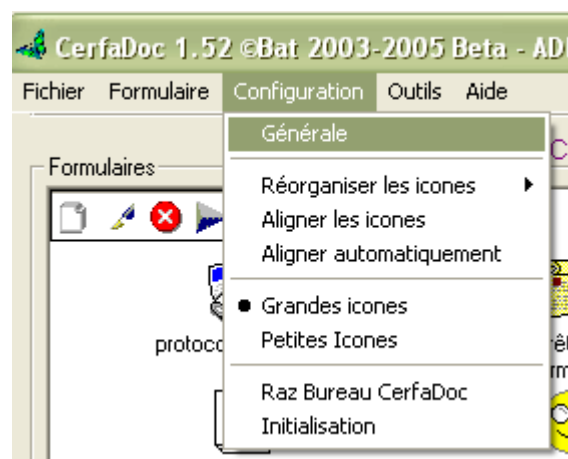 CerfaDoc 1.52 ©Bat 2003-2005 Beta - AD
Fichier Formulaire Configuration Outils Aide
Générale
Formulaires
Réorganiser les icones
Aligner les icones
Aligner automatiquement
Grandes icones
Petites Icones
protoco
Raz Bureau CerfaDoc
Initialisation